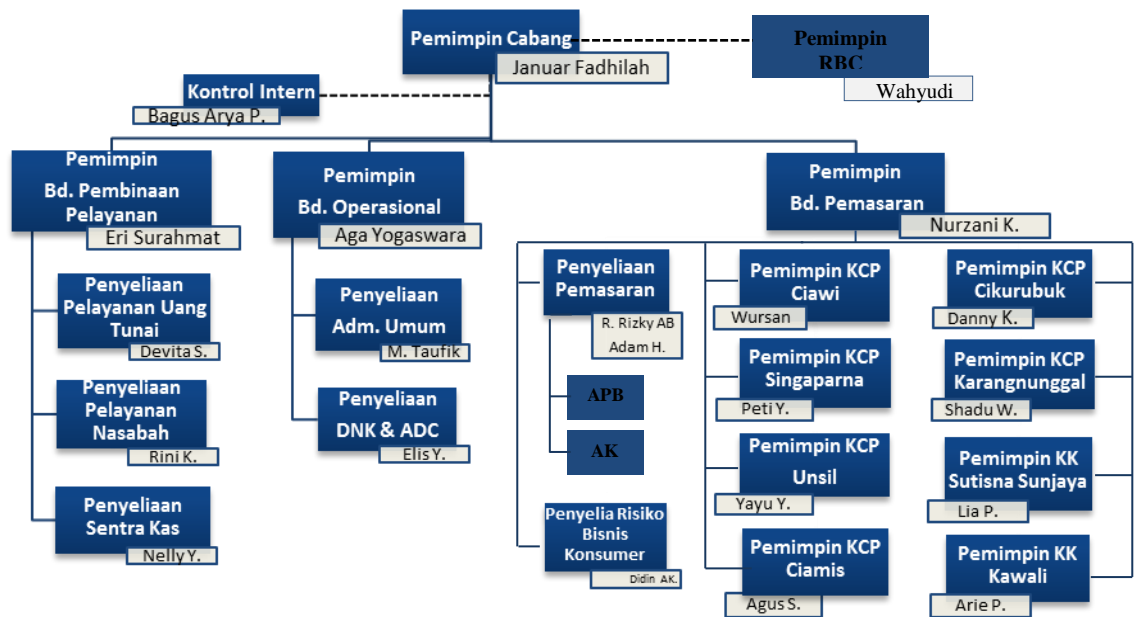 Pemimpin Cabang
Januar Fadhilah
Pemimpin
RBC
Wahyudi
Kontrol Intern
Bagus Arya P.
Pemimpin
Bd. Pembinaan
Pelayanan
Eri Surahmat
Pemimpin
Bd. Operasional
Aga Yogaswara
Pemimpin
Bd. Pemasaran
Nurzani K.
Penyeliaan
Pelayanan Uang
Tunai
Devita S.
Penyeliaan
Pelayanan
Nasabah
Rini K.
Penyeliaan
Sentra Kas
Nelly Y.
Penyeliaan
Adm. Umum
M. Taufik
Penyeliaan
DNK & ADC
Elis Y.
Penyeliaan
Pemasaran
R. Rizky AB
Adam H.
APB
AK
Penyelia Risiko
Bisnis
Konsumer
Didin AK.
Pemimpin KCP
Ciawi
Wursan
Pemimpin KCP
Singaparna
Peti Y.
Pemimpin KCP
Unsil
Yayu Y.
Pemimpin KCP
Ciamis
Agus S.
Pemimpin KCP
Cikurubuk
Danny K.
Pemimpin KCP
Karangnunggal
Shadu W.
Pemimpin KK
Sutisna Sunjaya
Lia P.
Pemimpin KK
Kawali
Arie P.